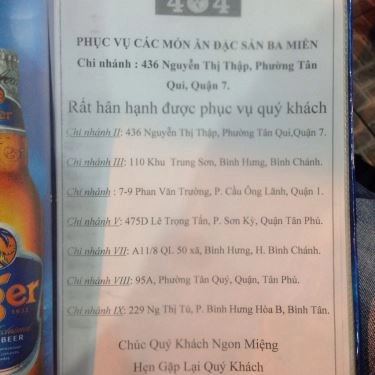 404
PHỤC VỤ CÁC MÓN ĂN ĐẶC SẢN BA MIỀN
Chi nhánh : 436 Nguyễn Thị Thập, Phường Tân
Qui, Quận 7.
Rất hân hạnh được phục vụ quý khách
Chi nhánh II: 436 Nguyễn Thị Thập, Phường Tân Qui,Quận 7.
Chi nhánh III: 110 Khu Trung Sơn, Bình Hưng, Bình Chánh.
Chi nhánh : 7-9 Phan Văn Trường, P. Cầu Ông Lãnh, Quận 1.
Chi nhánh V: 475D Lê Trọng Tấn, P. Sơn Kỳ, Quận Tân Phú.
Chi nhánh VII: A11/8 QL 50 xã, Bình Hưng, H. Bình Chánh.
Chi nhánh VIII: 95A, Phường Tân Quý, Quận, Tân Phú.
Chi nhánh IX: 229 Ng Thị Tú, P. Bình Hưng Hòa B, Bình Tân.
Chúc Quý Khách Ngon Miệng
Hẹn Gặp Lại Quý Khách
ger
1932
BEER